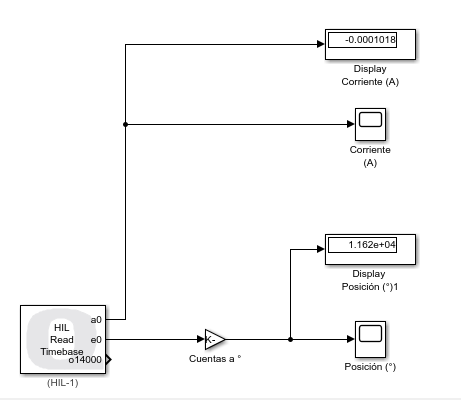 -0.0001018
Display
Corriente (A)
Corriente
(A)
1.162e+04
Display
Posición (°)1
HIL
Read
Timebase
a0
e0
o14000
(HIL-1)
K-
Cuentas a °
Posición (°)